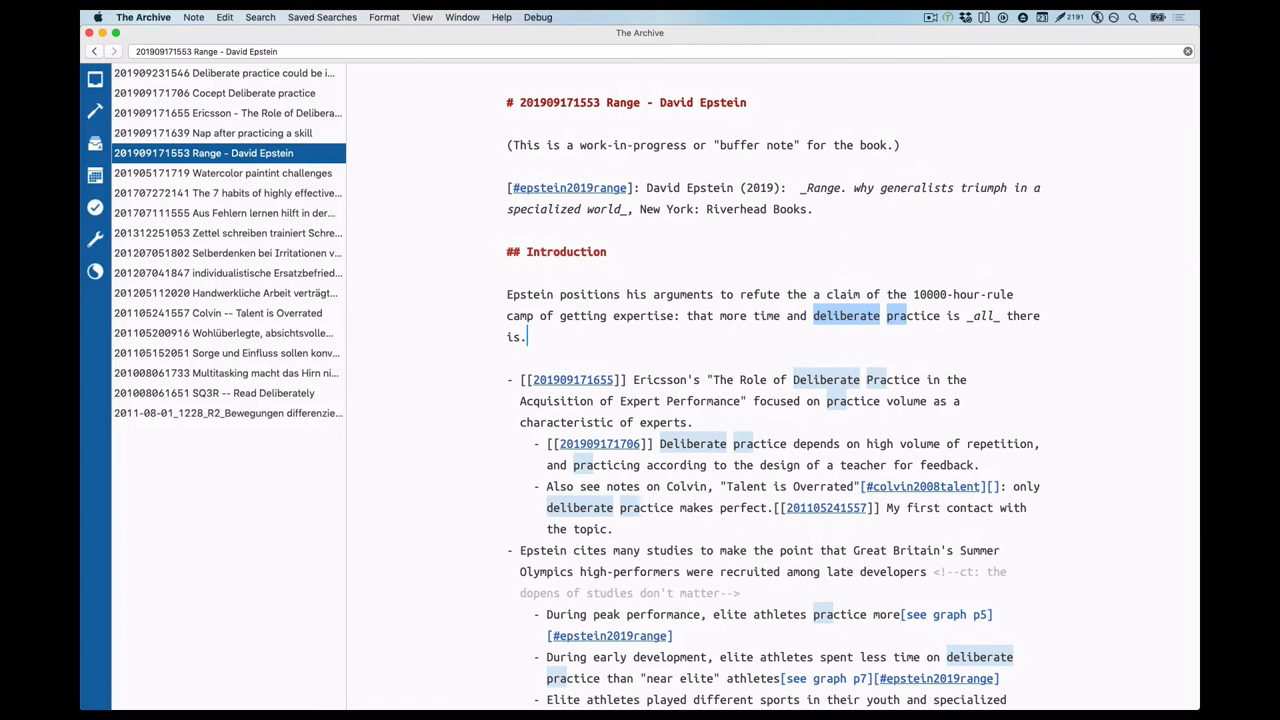 The Archive Note Edit Search Saved Searches Format View Window Help Debug 2191
The Archive
201909171553 Range - David Epstein
201909231546 Deliberate practice could be i...
201909171706 Cocept Deliberate practice
201909171655 Ericsson - The Role of Delibera...
201909171639 Nap after practicing a skill
201909171553 Range - David Epstein
201905171719 Watercolor paintint challenges
201707272141 The 7 habits of highly effective...
201707111555 Aus Fehlern lernen hilft in der...
201312251053 Zettel schreiben trainiert Schre...
201207051802 Selberdenken bei Irritationen v...
201207041847 individualistische Ersatzbefried...
201205112020 Handwerkliche Arbeit verträgt...
201105241557 Colvin -- Talent is Overrated
201105200916 Wohlüberlegte, absichtsvolle...
201105152051 Sorge und Einfluss sollen konv...
201008061733 Multitasking macht das Hirn ni...
201008061651 SQ3R -- Read Deliberately
2011-08-01_1228_R2_Bewegungen differenzie...
# 201909171553 Range - David Epstein
(This is a work-in-progress or "buffer note" for the book.)
[#epstein2019range]: David Epstein (2019): _Range. why generalists triumph in a
specialized world_, New York: Riverhead Books.
## Introduction
Epstein positions his arguments to refute the a claim of the 10000-hour-rule
camp of getting expertise: that more time and deliberate practice is _all_ there
is.
- [[201909171655]] Ericsson's "The Role of Deliberate Practice in the
Acquisition of Expert Performance" focused on practice volume as a
characteristic of experts.
- [[201909171706]] Deliberate practice depends on high volume of repetition,
and practicing according to the design of a teacher for feedback.
- Also see notes on Colvin, "Talent is Overrated"[#colvin2008talent][]: only
deliberate practice makes perfect.[[201105241557]] My first contact with
the topic.
- Epstein cites many studies to make the point that Great Britain's Summer
Olympics high-performers were recruited among late developers <!--ct: the
dopens of studies don't matter-->
- During peak performance, elite athletes practice more[see graph p5]
[#epstein2019range]
- During early development, elite athletes spent less time on deliberate
practice than "near elite" athletes[see graph p7][#epstein2019range]
- Elite athletes played different sports in their youth and specialized